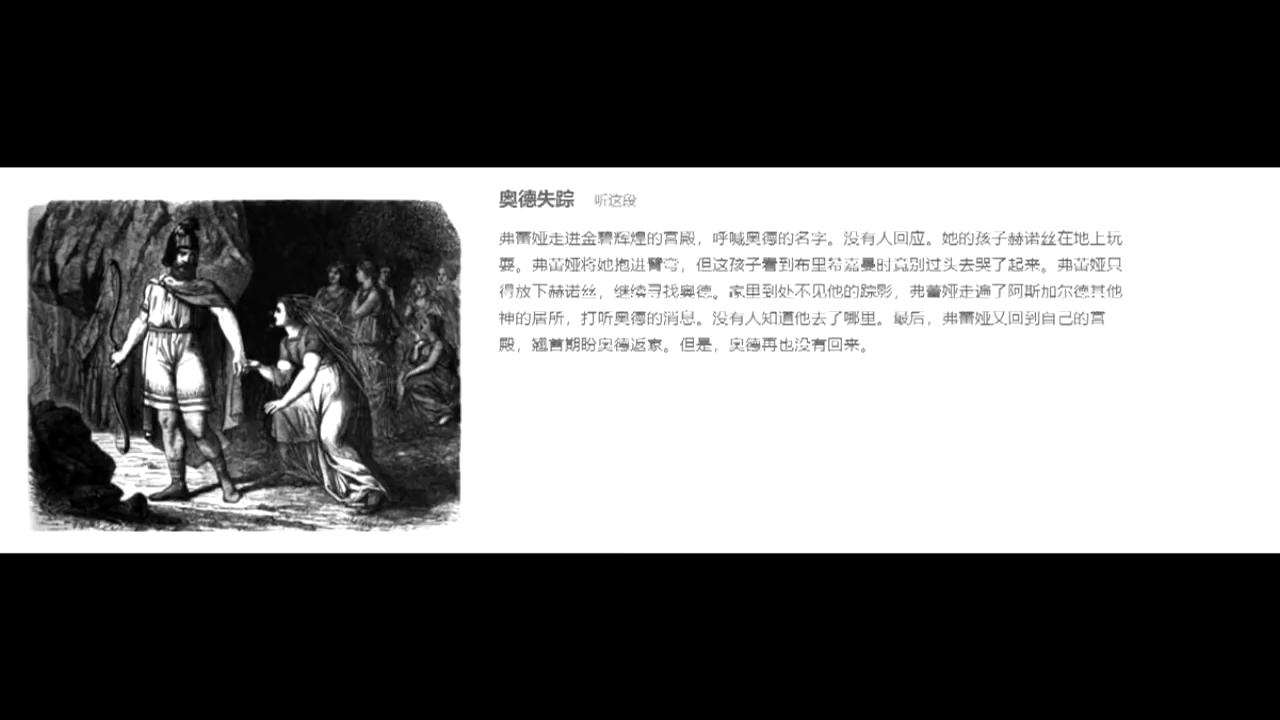 奥德失踪 听这段
弗蕾娅走进金碧辉煌的宫殿，呼喊奥德的名字。没有人回应。她的孩子赫诺丝在地上玩
耍。弗蕾娅将她抱进臂弯，但这孩子看到布里希嘉曼时竟别过头去哭了起来。弗蕾娅只
得放下赫诺丝，继续寻找奥德。家里到处不见他的踪影，弗蕾娅走遍了阿斯加尔德其他
神的居所，打听奥德的消息。没有人知道他去了哪里。最后，弗蕾娅又回到自己的宫
殿，翘首期盼奥德返家。但是，奥德再也没有回来。